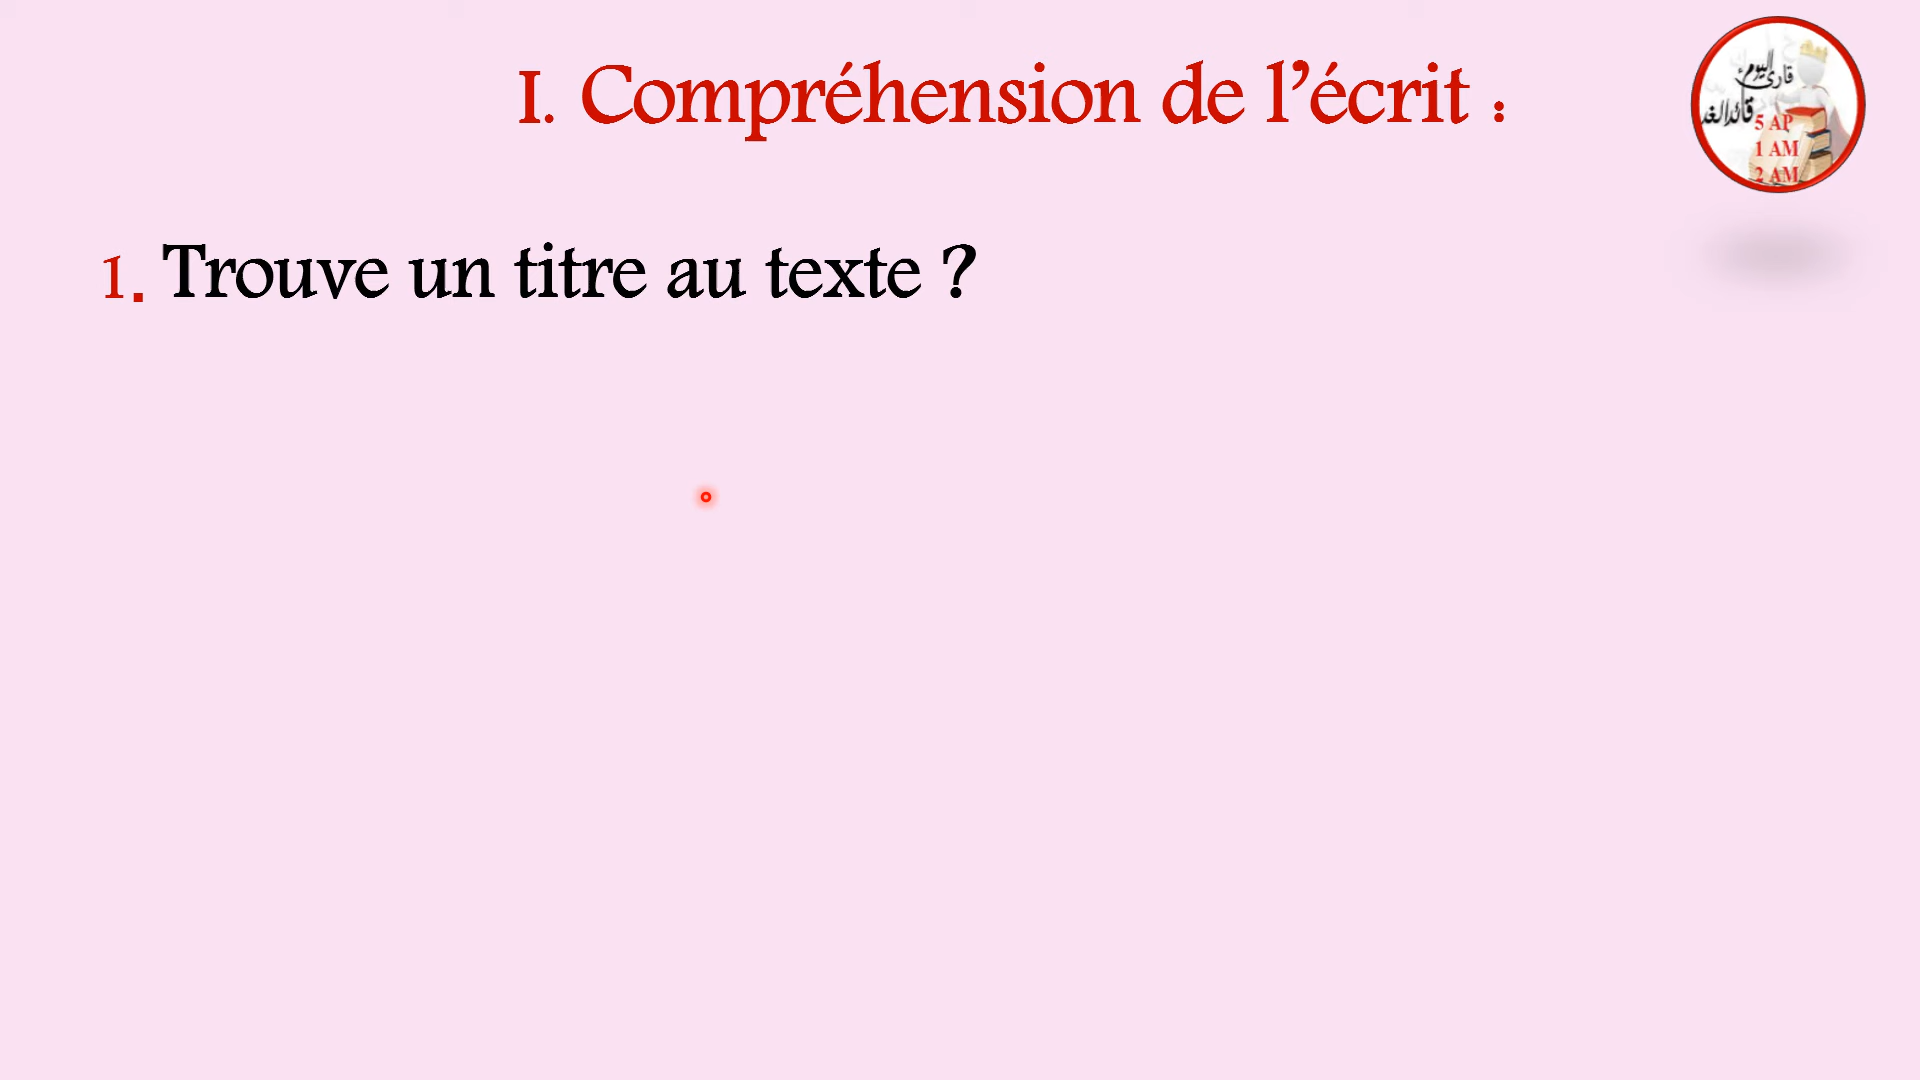 I. Compréhension de l’écrit :
قارئ اليوم
قائد الغد
5 AP
1 AM
2 AM
1. Trouve un titre au texte ?